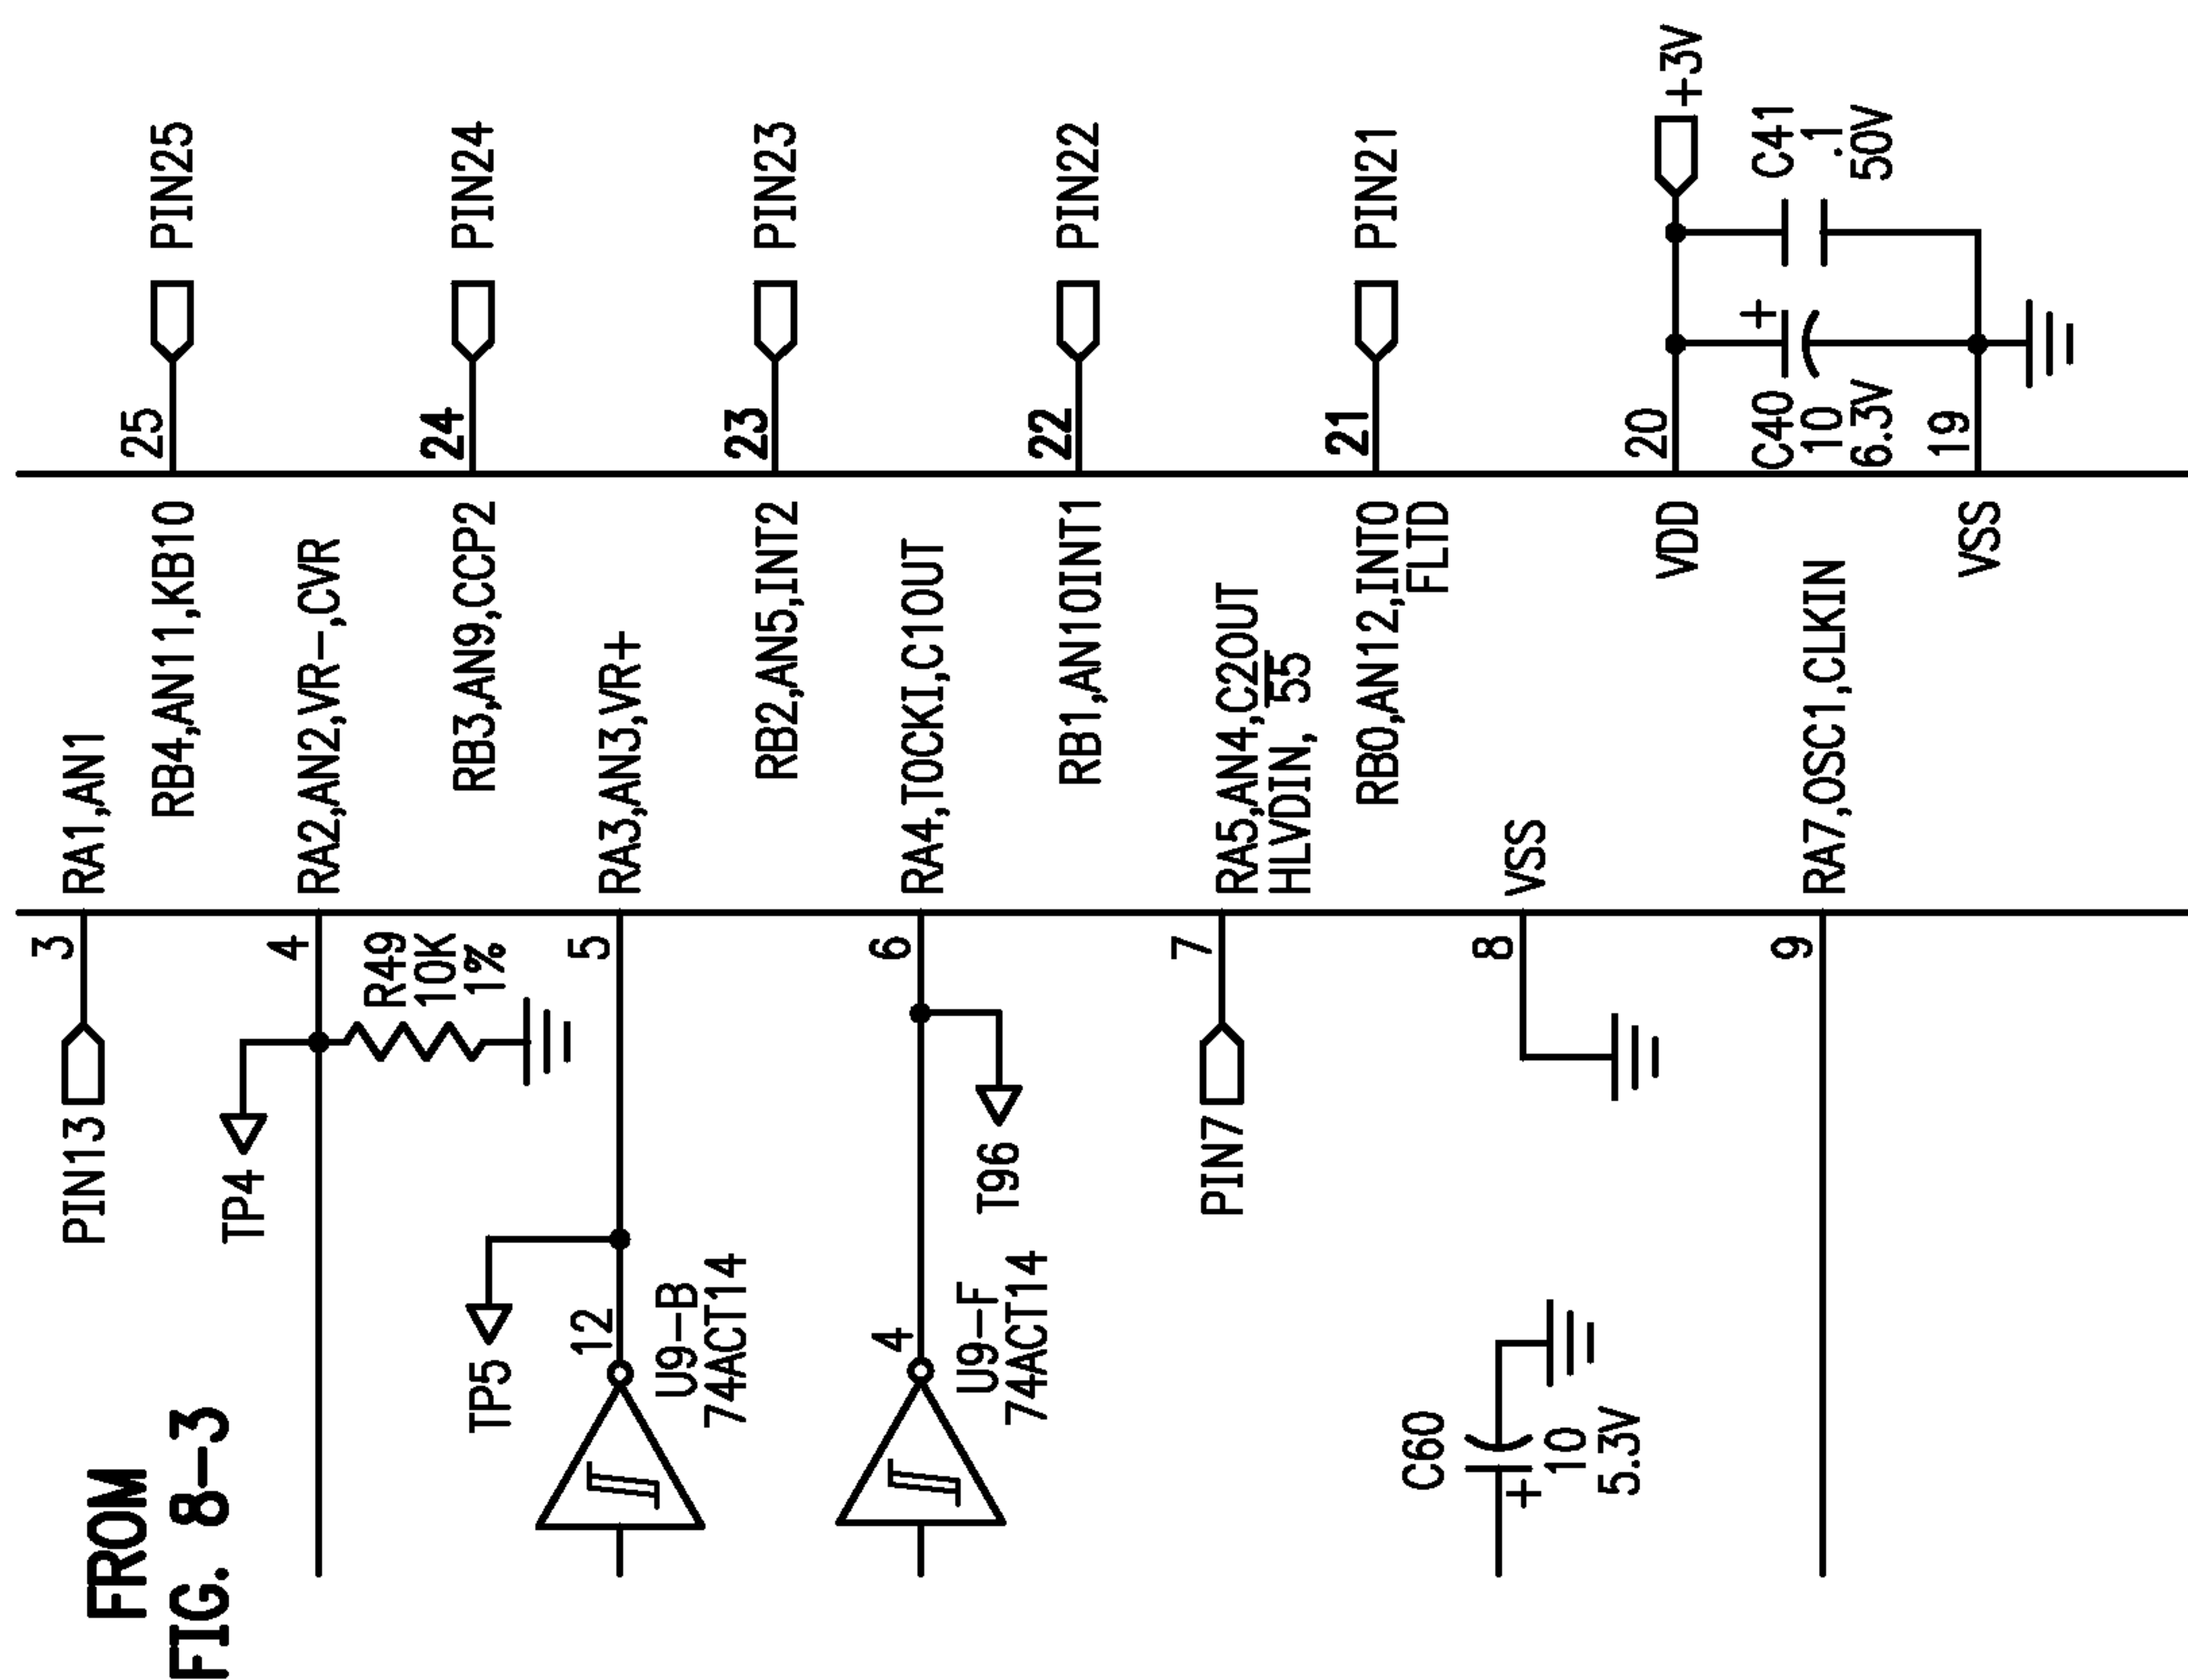 FROM
FIG. 8-3
PIN13
3
RA1,AN1
RB4,AN11,KB10
25
PIN25
TP4
4
R49
10K
1%
RA2,AN2,VR-,CVR
RB3,AN9,CCP2
24
PIN24
TP5
12
U9-B
74ACT14
5
RA3,AN3,VR+
RB2,AN5,INT2
23
PIN23
4
U9-F
74ACT14
T96
6
RA4,TOCKI,C1OUT
RB1,AN10INT1
22
PIN22
PIN7
7
RA5,AN4,C2OUT
HLVDIN, 55
RB0,AN12,INTO
FLTD
21
PIN21
C60
+
10
5.3V
8
VSS
VDD
20
+3V
C40
10
6.3V
+
C41
.1
50V
9
RA7,OSC1,CLKIN
VSS
19